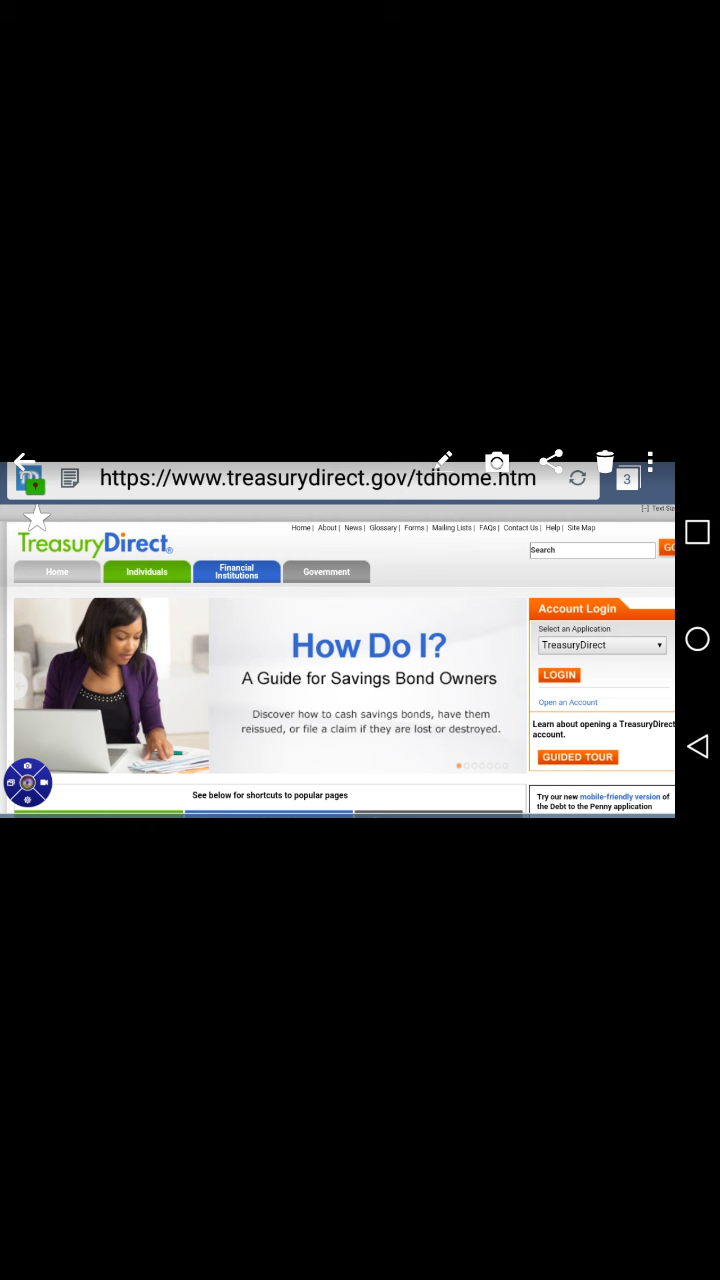 https://www.treasurydirect.gov/tdhome.htm
3
[-] Text Siz
TreasuryDirect®
Home | About | News | Glossary | Forms | Mailing Lists | FAQs | Contact Us | Help | Site Map
Search
GO
Home
Individuals
Financial
Institutions
Government
How Do I?
A Guide for Savings Bond Owners
Discover how to cash savings bonds, have them
reissued, or file a claim if they are lost or destroyed.
Account Login
Select an Application
TreasuryDirect
LOGIN
Open an Account
Learn about opening a TreasuryDirect
account.
GUIDED TOUR
See below for shortcuts to popular pages
Try our new mobile-friendly version of
the Debt to the Penny application